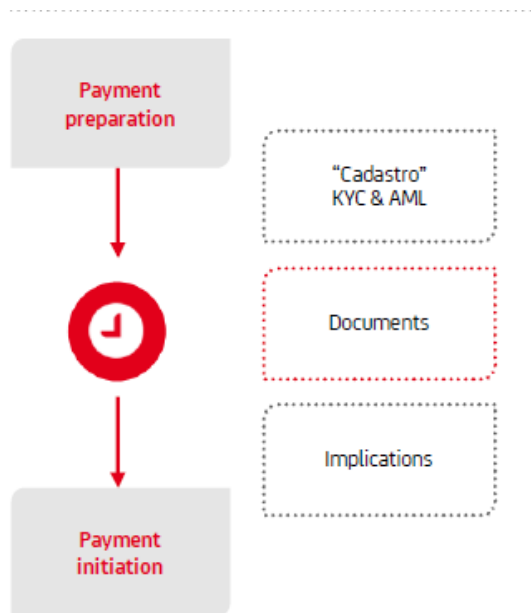 Payment
preparation
“Cadastro”
KYC & AML
Documents
Implications
Payment
initiation